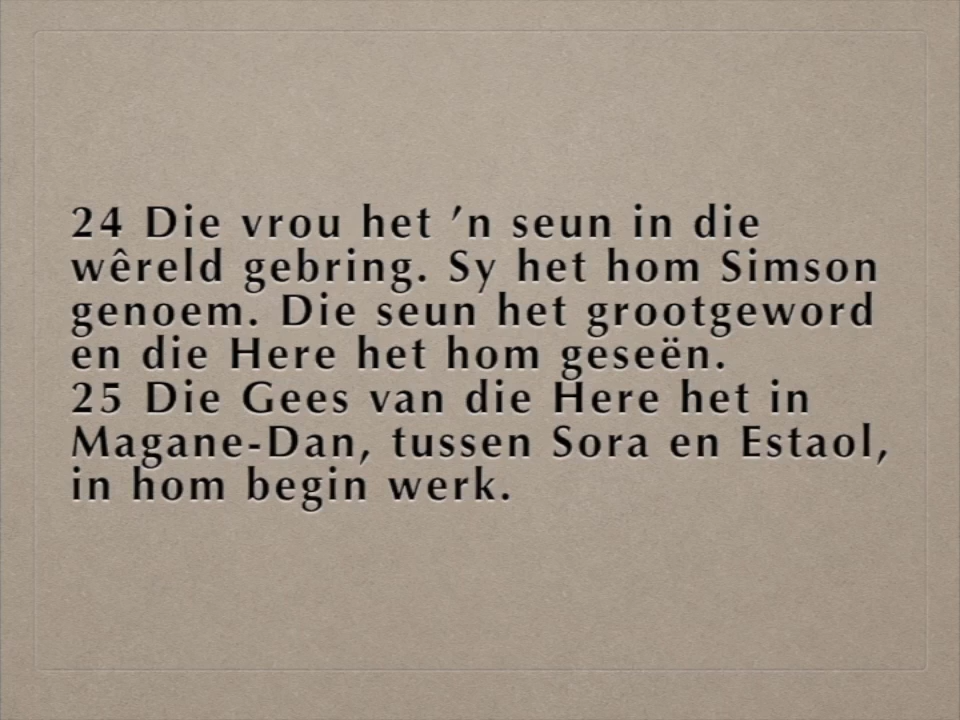 24 Die vrou het ’n seun in die
wêreld gebring. Sy het hom Simson
genoem. Die seun het grootgeword
en die Here het hom geseën.
25 Die Gees van die Here het in
Magane-Dan, tussen Sora en Estaol,
in hom begin werk.